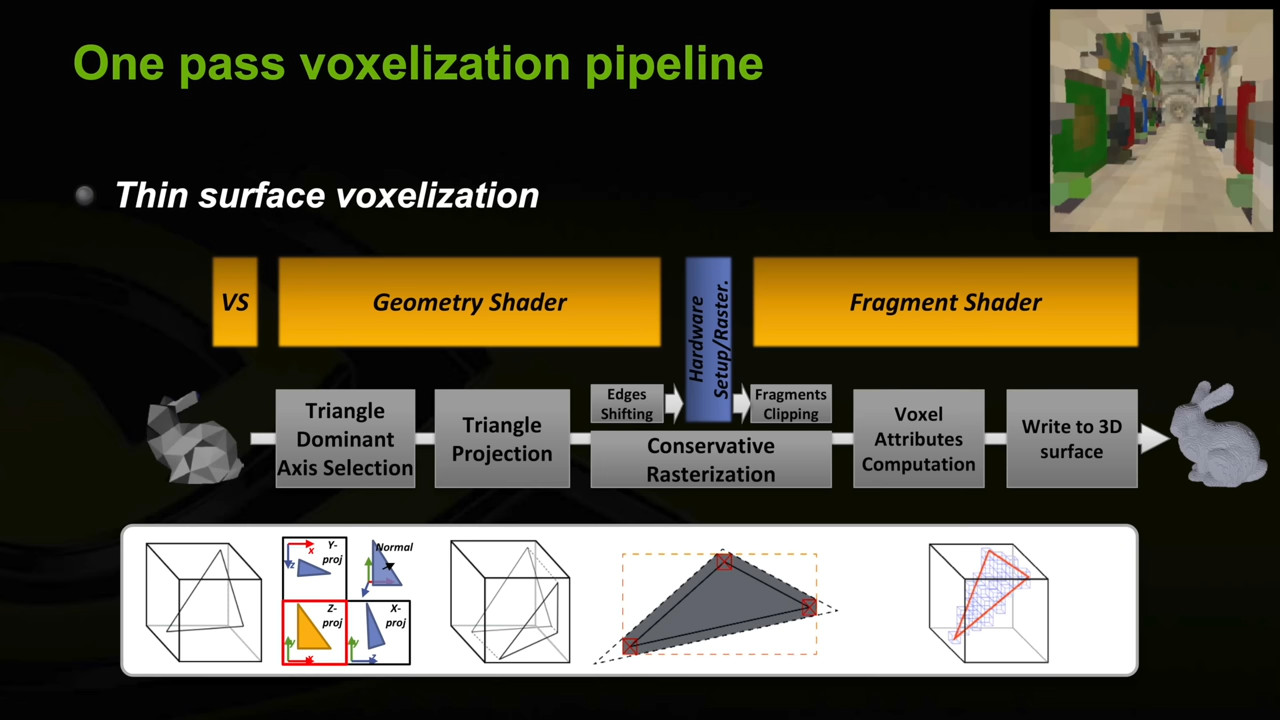 One pass voxelization pipeline
Thin surface voxelization
VS
Geometry Shader
Hardware
Setup/Raster.
Fragment Shader
Triangle
Dominant
Axis Selection
Triangle
Projection
Edges
Shifting
Fragments
Clipping
Conservative
Rasterization
Voxel
Attributes
Computation
Write to 3D
surface
Y-
proj
x
z
Normal
Z-
proj
y
x
X-
proj
y
z